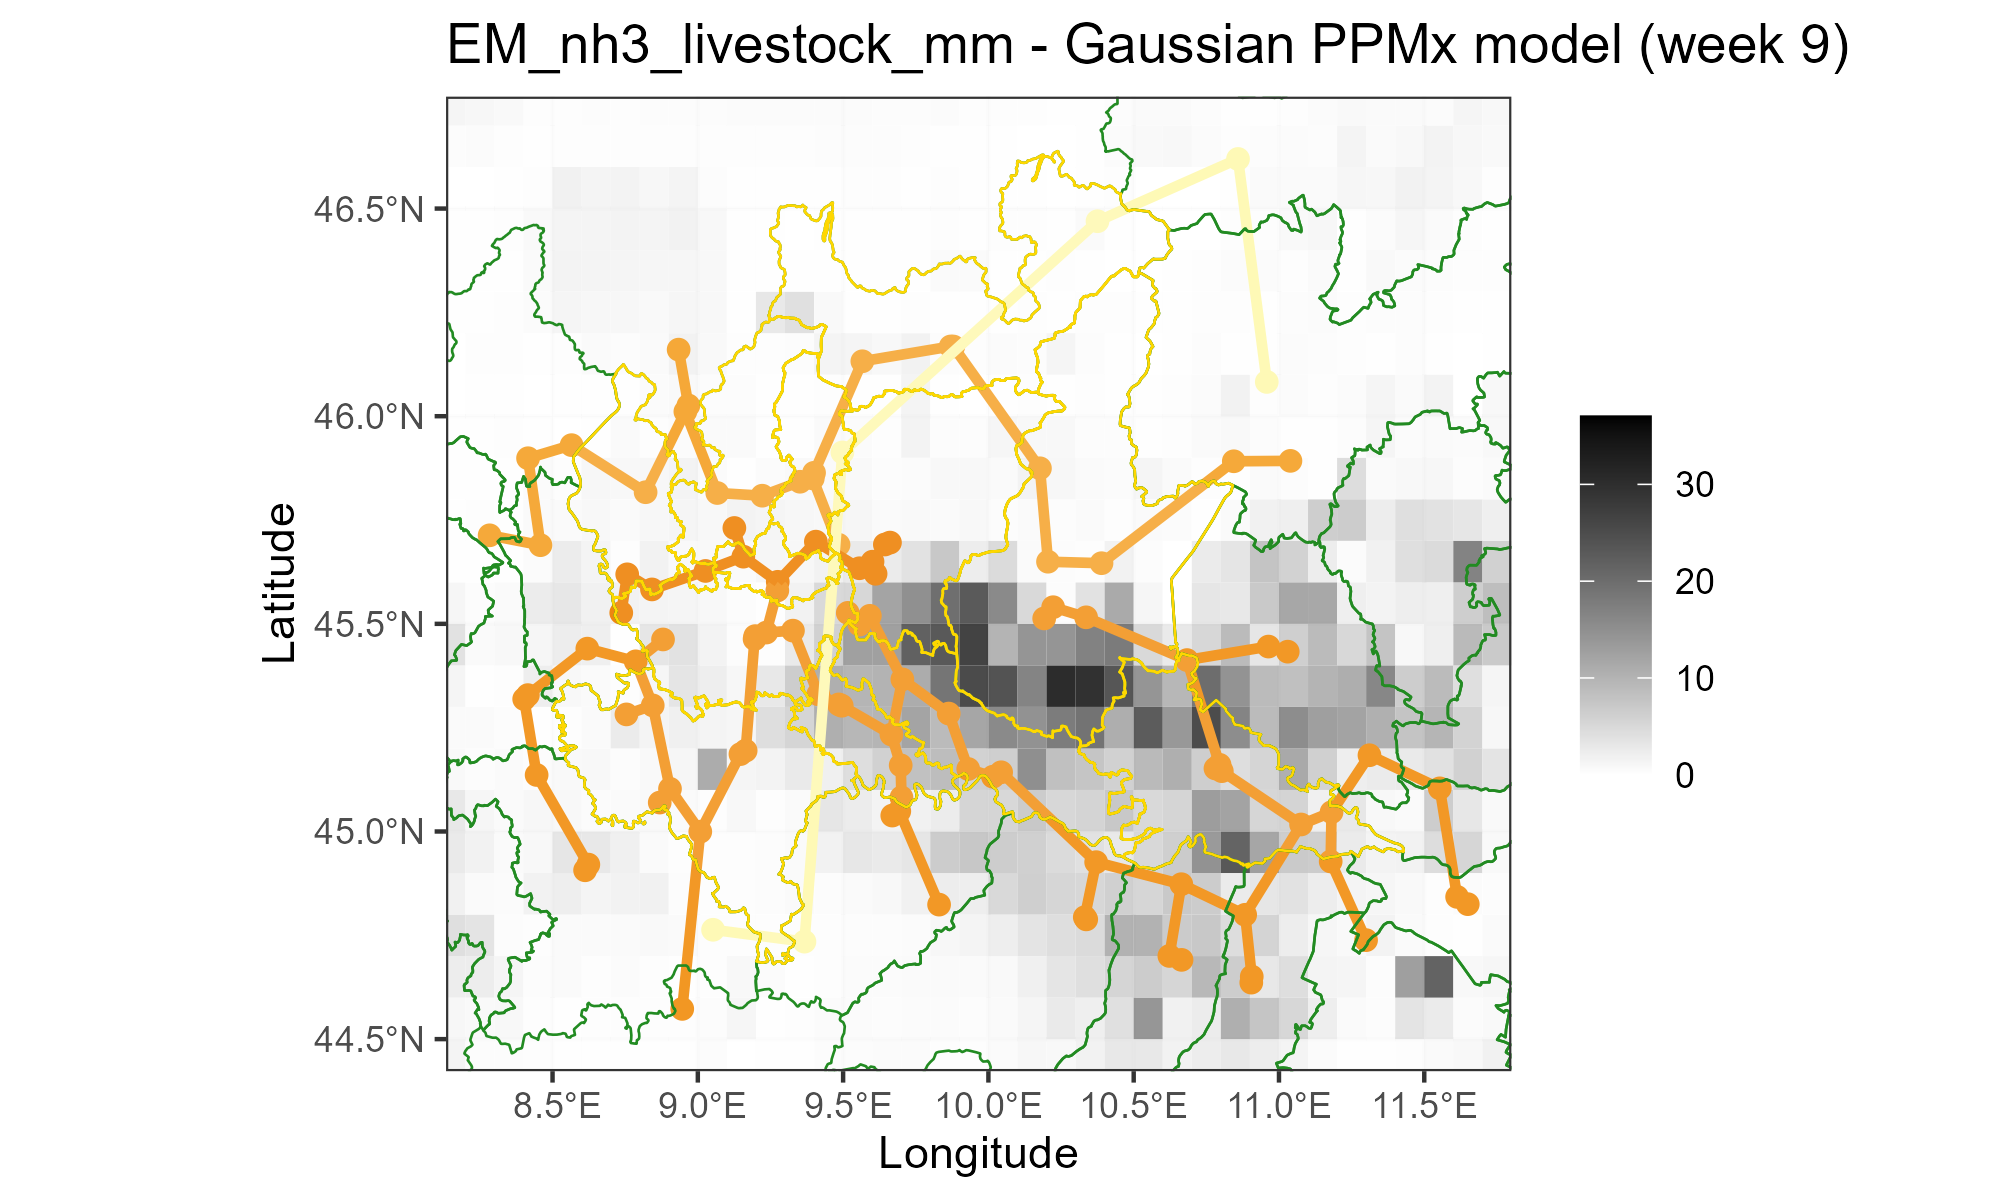 EM_nh3_livestock_mm - Gaussian PPMx model (week 9)
46.5°N
46.0°N
45.5°N
45.0°N
44.5°N
Latitude
8.5°E 9.0°E 9.5°E 10.0°E 10.5°E 11.0°E 11.5°E
Longitude
30
20
10
0